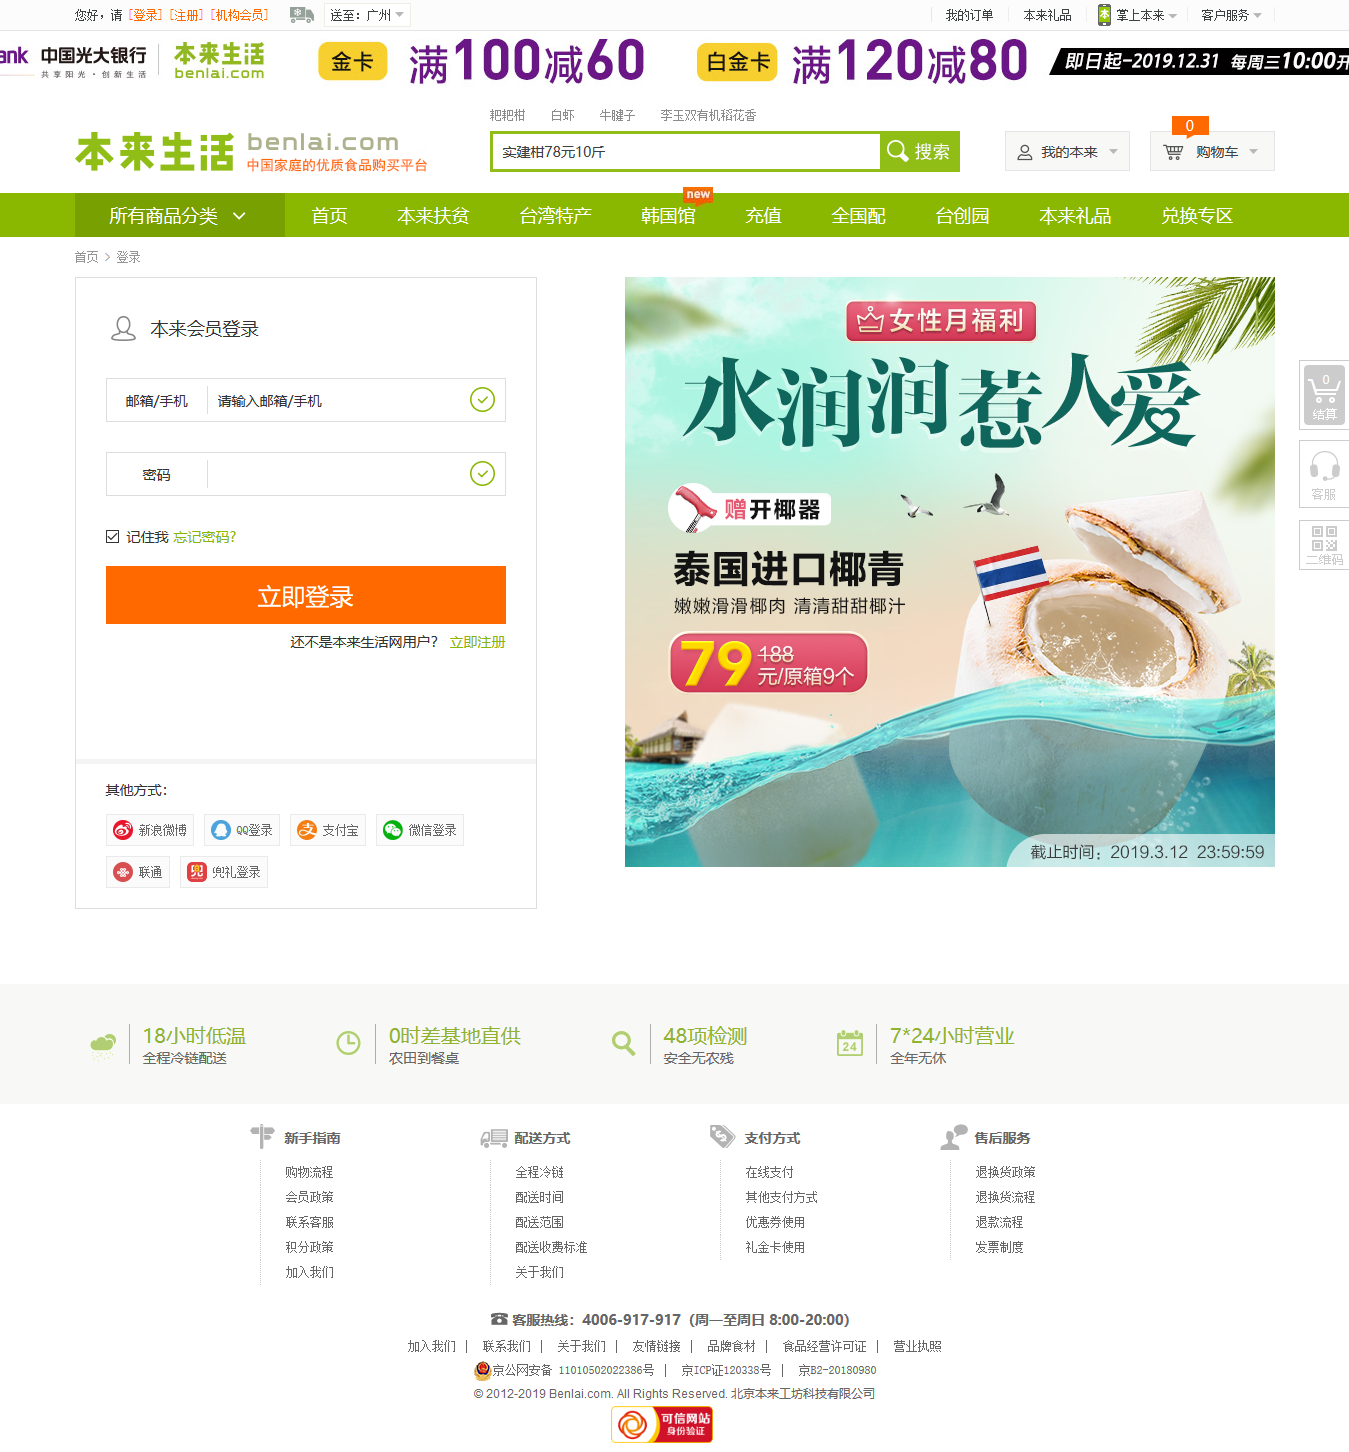 您好，请 [登录] [注册] [机构会员] 送至：广州 我的订单 本来礼品 掌上本来 客户服务
ank 中国光大银行 共享阳光·创新生活 本来生活 benlai.com 金卡 满100减60 白金卡 满120减80 即日起-2019.12.31 每周三10:00开
粑粑柑 白虾 牛腱子 李玉双有机稻花香
本来生活 benlai.com
中国家庭的优质食品购买平台
实建柑78元10斤 搜索 我的本来 0 购物车
所有商品分类 首页 本来扶贫 台湾特产 韩国馆 new 充值 全国配 台创园 本来礼品 兑换专区
首页 > 登录
本来会员登录
邮箱/手机 请输入邮箱/手机
密码
记住我 忘记密码?
立即登录
还不是本来生活网用户？ 立即注册
其他方式：
新浪微博 QQ登录 支付宝 微信登录
联通 兜礼登录
女性月福利
水润润惹人爱
赠开椰器
泰国进口椰青
嫩嫩滑滑椰肉 清清甜甜椰汁
79 188 元/原箱9个
截止时间：2019.3.12 23:59:59
0
结算
客服
二维码
18小时低温
全程冷链配送
0时差基地直供
农田到餐桌
48项检测
安全无农残
24
7*24小时营业
全年无休
新手指南
购物流程
会员政策
联系客服
积分政策
加入我们
配送方式
全程冷链
配送时间
配送范围
配送收费标准
关于我们
支付方式
在线支付
其他支付方式
优惠券使用
礼金卡使用
售后服务
退换货政策
退换货流程
退款流程
发票制度
客服热线：4006-917-917（周一至周日 8:00-20:00）
加入我们 | 联系我们 | 关于我们 | 友情链接 | 品牌食材 | 食品经营许可证 | 营业执照
京公网安备 11010502022386号 | 京ICP证120338号 | 京B2-20180980
© 2012-2019 Benlai.com. All Rights Reserved. 北京本来工坊科技有限公司
可信网站
身份验证